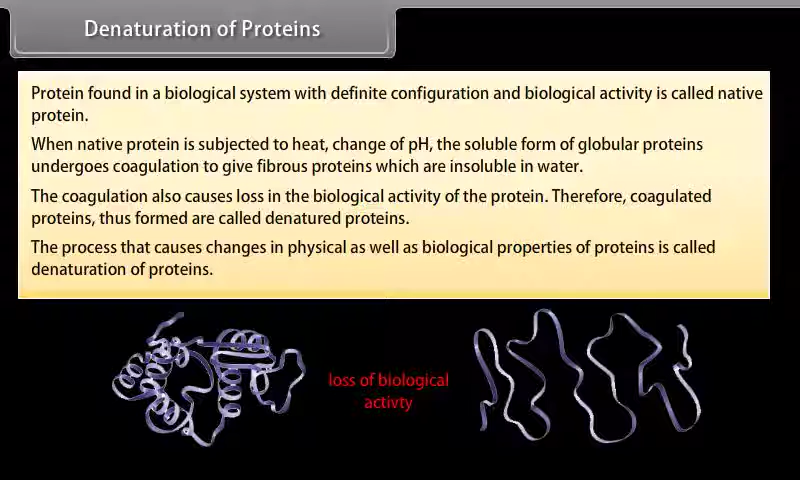 Denaturation of Proteins
Protein found in a biological system with definite configuration and biological activity is called native
protein.
When native protein is subjected to heat, change of pH, the soluble form of globular proteins
undergoes coagulation to give fibrous proteins which are insoluble in water.
The coagulation also causes loss in the biological activity of the protein. Therefore, coagulated
proteins, thus formed are called denatured proteins.
The process that causes changes in physical as well as biological properties of proteins is called
denaturation of proteins.
loss of biological
activty